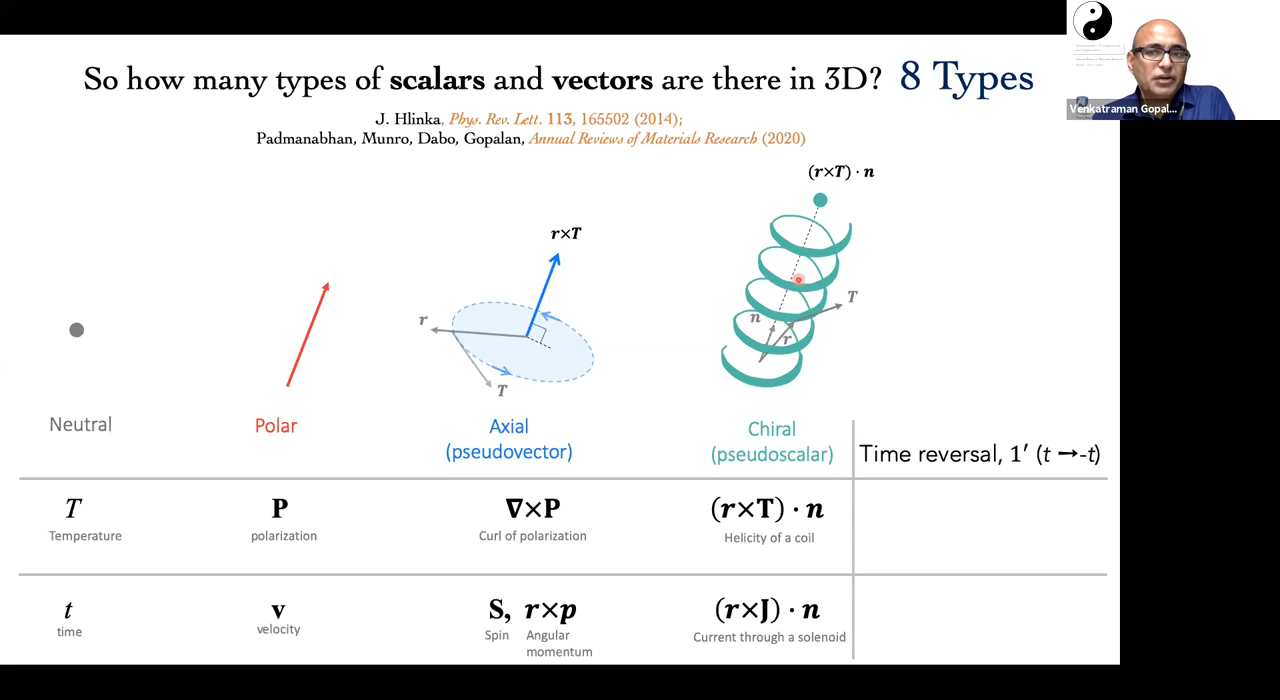 So how many types of scalars and vectors are there in 3D? 8 Types
J. Hlinka, Phys. Rev. Lett. 113, 165502 (2014);
Padmanabhan, Munro, Dabo, Gopalan, Annual Reviews of Materials Research (2020)
Venkatraman Gopal...
(r×T) · n
r×T
r
T
n
r
T
Neutral
Polar
Axial
(pseudovector)
Chiral
(pseudoscalar)
Time reversal, 1′ (t →-t)
T
P
∇×P
(r×T) · n
Temperature
polarization
Curl of polarization
Helicity of a coil
t
v
S, r×p
(r×J) · n
time
velocity
Spin
Angular
momentum
Current through a solenoid